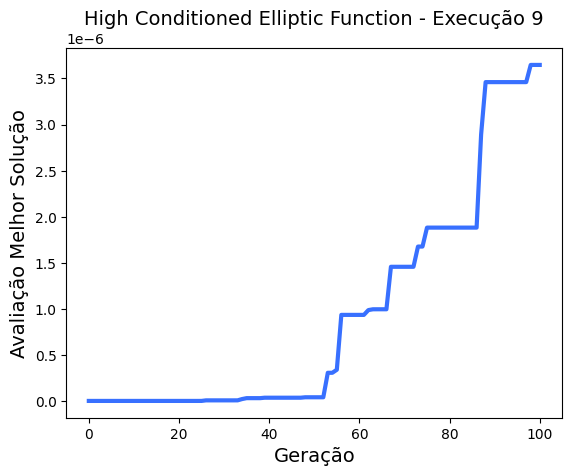 High Conditioned Elliptic Function - Execução 9
1e−6
3.5
3.0
2.5
2.0
1.5
1.0
0.5
0.0
Avaliação Melhor Solução
0 20 40 60 80 100
Geração